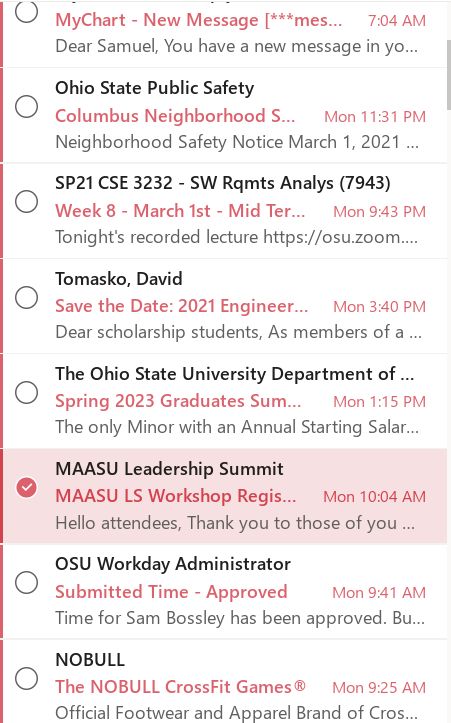 MyChart - New Message [***mes... 7:04 AM
Dear Samuel, You have a new message in yo...
Ohio State Public Safety
Columbus Neighborhood S... Mon 11:31 PM
Neighborhood Safety Notice March 1, 2021 ...
SP21 CSE 3232 - SW Rqmts Analys (7943)
Week 8 - March 1st - Mid Ter... Mon 9:43 PM
Tonight's recorded lecture https://osu.zoom....
Tomasko, David
Save the Date: 2021 Engineer... Mon 3:40 PM
Dear scholarship students, As members of a ...
The Ohio State University Department of ...
Spring 2023 Graduates Sum... Mon 1:15 PM
The only Minor with an Annual Starting Salar...
MAASU Leadership Summit
MAASU LS Workshop Regis... Mon 10:04 AM
Hello attendees, Thank you to those of you ...
OSU Workday Administrator
Submitted Time - Approved Mon 9:41 AM
Time for Sam Bossley has been approved. Bu...
NOBULL
The NOBULL CrossFit Games® Mon 9:25 AM
Official Footwear and Apparel Brand of Cros...